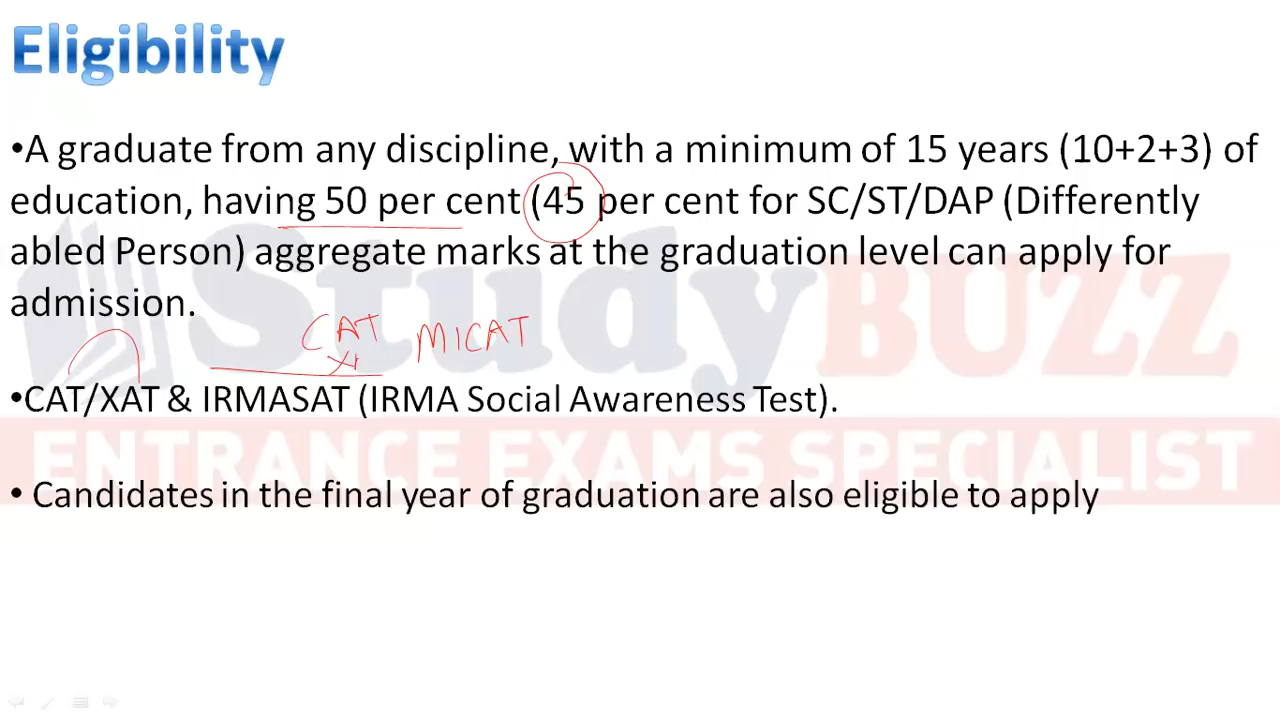 Eligibility
•A graduate from any discipline, with a minimum of 15 years (10+2+3) of
education, having 50 per cent (45 per cent for SC/ST/DAP (Differently
abled Person) aggregate marks at the graduation level can apply for
admission.
StudyBUZZ
CAT MICAT
•CAT/XAT & IRMASAT (IRMA Social Awareness Test).
ENTRANCE EXAMS SPECIALIST
• Candidates in the final year of graduation are also eligible to apply